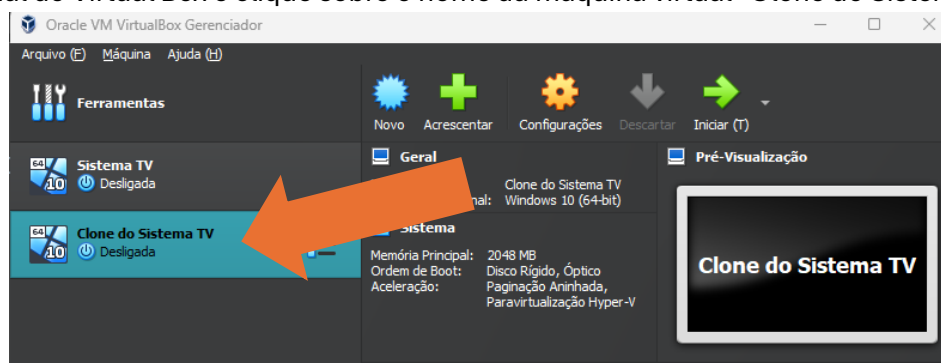 Oracle VM VirtualBox Gerenciador
Arquivo (F) Máquina Ajuda (H)
Ferramentas
Novo Acrescentar Configurações Descartar Iniciar (T)
64
10
Sistema TV
Desligada
64
10
Clone do Sistema TV
Desligada
Geral
Clone do Sistema TV
Windows 10 (64-bit)
Sistema
Memória Principal: 2048 MB
Ordem de Boot: Disco Rígido, Óptico
Aceleração: Paginação Aninhada,
Paravirtualização Hyper-V
Pré-Visualização
Clone do Sistema TV